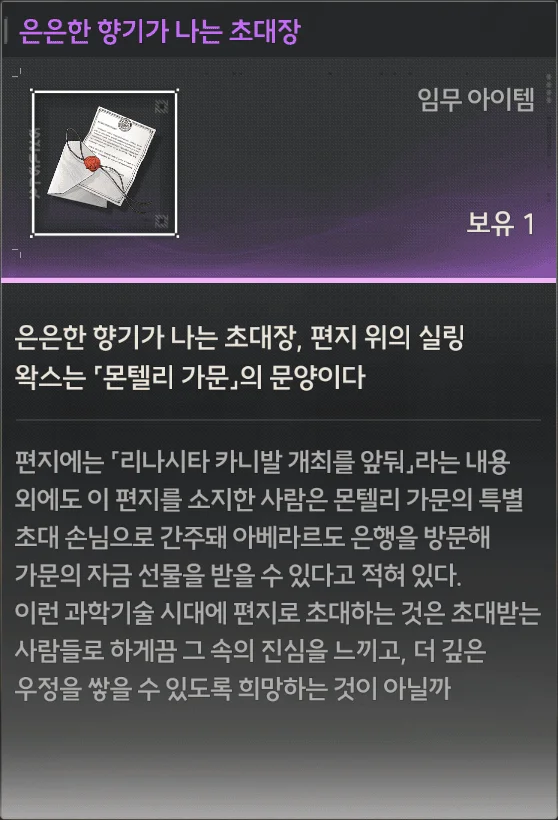 은은한 향기가 나는 초대장
임무 아이템
보유 1
은은한 향기가 나는 초대장, 편지 위의 실링
왁스는 「몬텔리 가문」의 문양이다
편지에는 「리나시타 카니발 개최를 앞둬」라는 내용
외에도 이 편지를 소지한 사람은 몬텔리 가문의 특별
초대 손님으로 간주돼 아베라르도 은행을 방문해
가문의 자금 선물을 받을 수 있다고 적혀 있다.
이런 과학기술 시대에 편지로 초대하는 것은 초대받는
사람들로 하게끔 그 속의 진심을 느끼고, 더 깊은
우정을 쌓을 수 있도록 희망하는 것이 아닐까